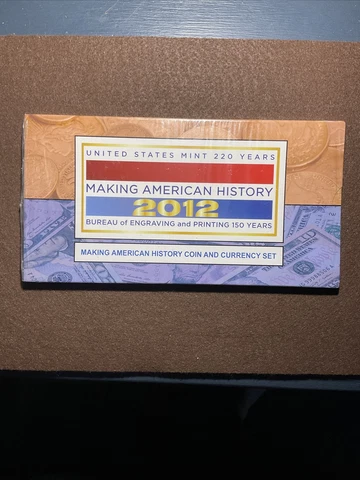 UNITED STATES MINT 220 YEARS
MAKING AMERICAN HISTORY
2012
BUREAU of ENGRAVING and PRINTING 150 YEARS
MAKING AMERICAN HISTORY COIN AND CURRENCY SET